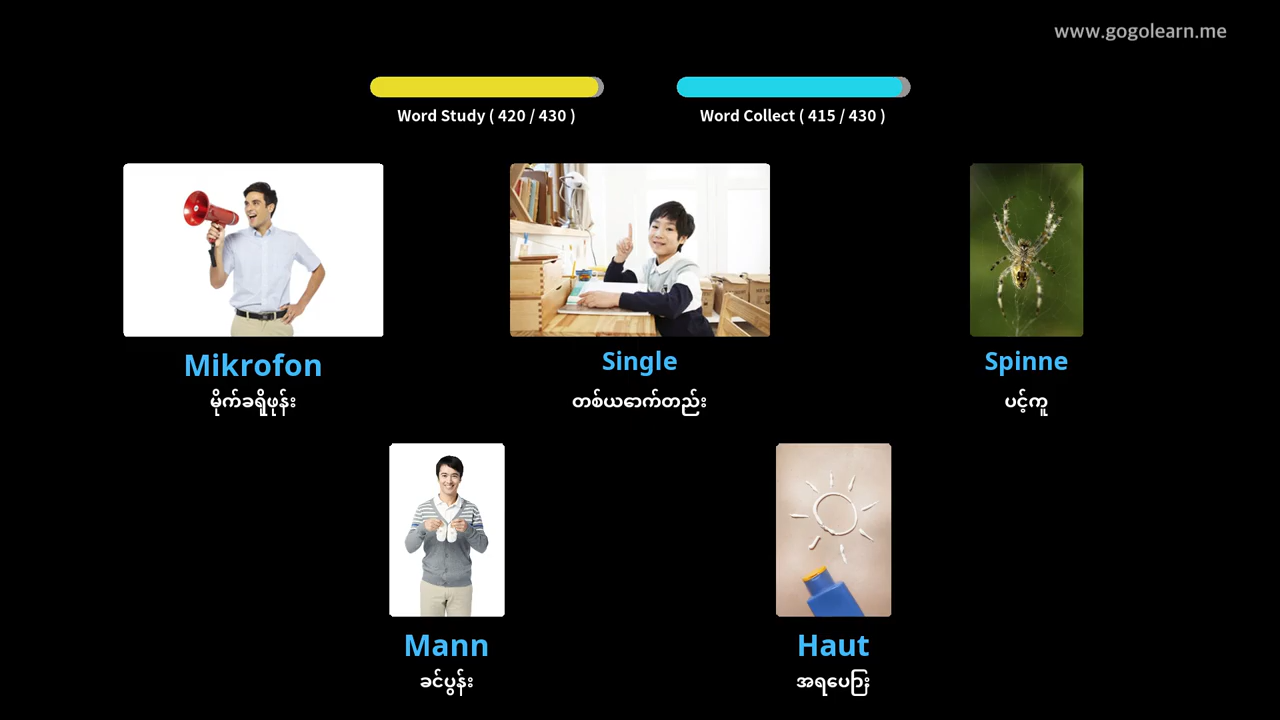 www.gogolearn.me
Word Study ( 420 / 430 )
Word Collect ( 415 / 430 )
Mikrofon
မိုက်ခရိုဖုန်း
Single
တစ်ယောက်တည်း
Spinne
ပင့်ကူ
Mann
ခင်ပွန်း
Haut
အရေပြား